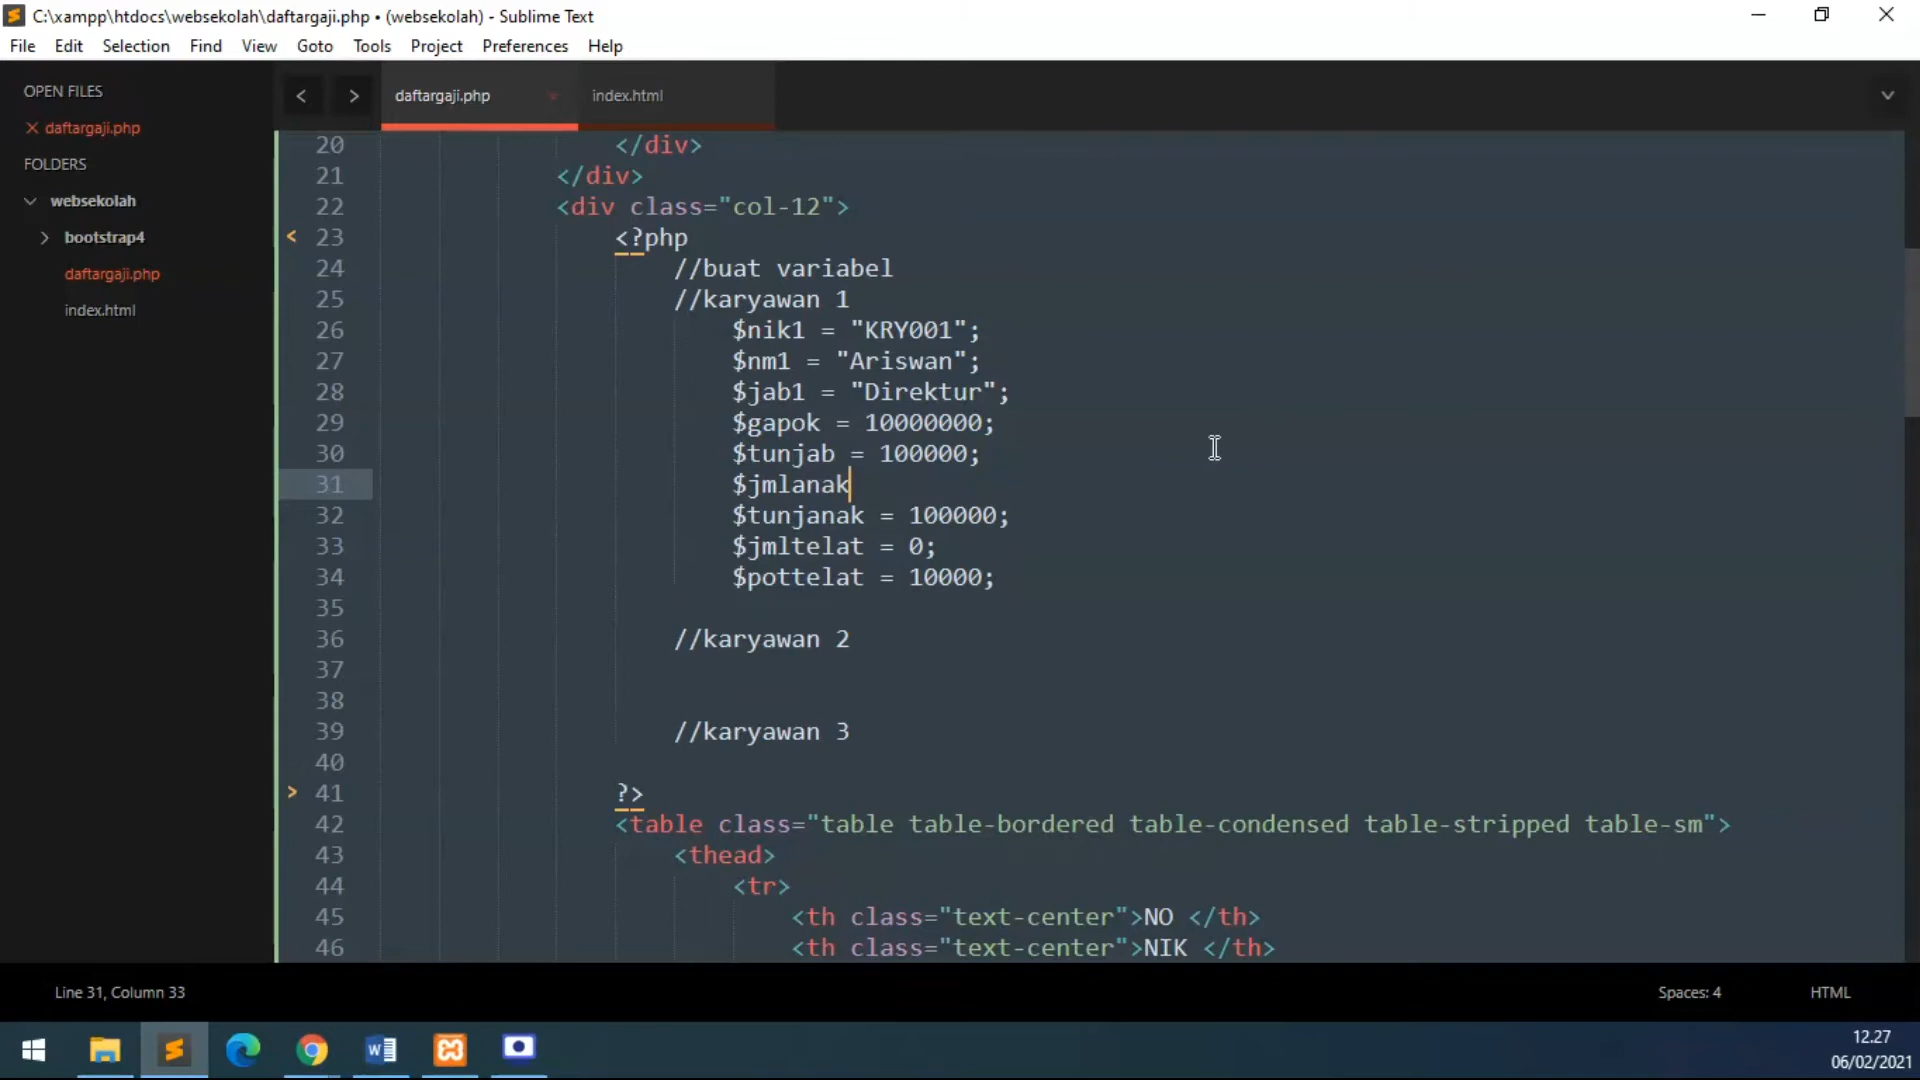 C:\xampp\htdocs\websekolah\daftargaji.php • (websekolah) - Sublime Text
File Edit Selection Find View Goto Tools Project Preferences Help
OPEN FILES
daftargaji.php
FOLDERS
websekolah
bootstrap4
daftargaji.php
index.html
daftargaji.php index.html
20 </div>
21 </div>
22 <div class="col-12">
23 <?php
24 //buat variabel
25 //karyawan 1
26 $nik1 = "KRY001";
27 $nm1 = "Ariswan";
28 $jab1 = "Direktur";
29 $gapok = 10000000;
30 $tunjab = 100000;
31 $jmlanak
32 $tunjanak = 100000;
33 $jmltelat = 0;
34 $pottelat = 10000;
35
36 //karyawan 2
37
38
39 //karyawan 3
40
41 ?>
42 <table class="table table-bordered table-condensed table-stripped table-sm">
43 <thead>
44 <tr>
45 <th class="text-center">NO </th>
46 <th class="text-center">NIK </th>
Line 31, Column 33 Spaces: 4 HTML
12.27
06/02/2021